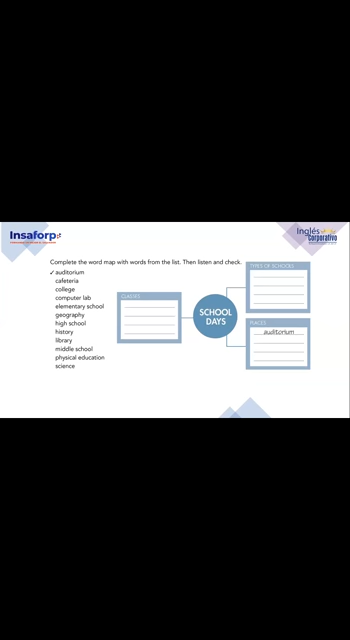 Insaforp
Inglés
Corporativo
Complete the word map with words from the list. Then listen and check.
✓ auditorium
cafeteria
college
computer lab
elementary school
geography
high school
history
library
middle school
physical education
science
CLASSES
SCHOOL
DAYS
TYPES OF SCHOOLS
PLACES
auditorium